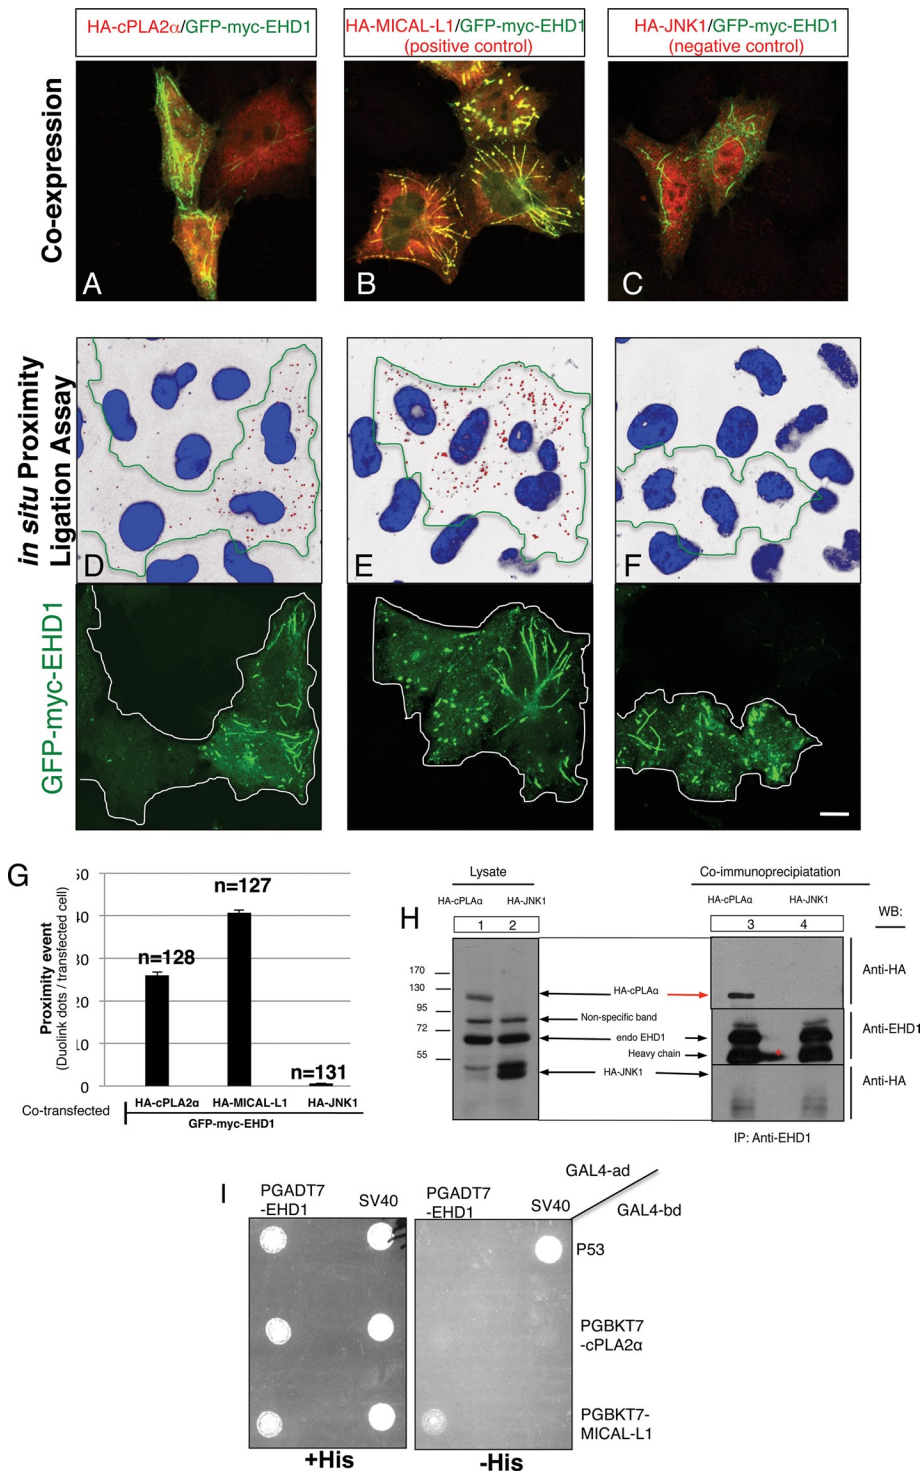 HA-cPLA2α/GFP-myc-EHD1
HA-MICAL-L1/GFP-myc-EHD1
(positive control)
HA-JNK1/GFP-myc-EHD1
(negative control)
Co-expression
A
B
C
in situ Proximity
Ligation Assay
D
E
F
GFP-myc-EHD1
G
Proximity event
(Duolink dots / transfected cell)
50
40
30
20
10
0
n=128
n=127
n=131
Co-transfected
HA-cPLA2α
HA-MICAL-L1
HA-JNK1
GFP-myc-EHD1
H
Lysate
HA-cPLAα
HA-JNK1
1
2
Co-immunoprecipiatation
HA-cPLAα
HA-JNK1
3
4
WB:
170
130
95
72
55
HA-cPLAα
Non-specific band
endo EHD1
Heavy chain
HA-JNK1
*
Anti-HA
Anti-EHD1
Anti-HA
IP: Anti-EHD1
I
PGADT7
-EHD1
SV40
PGADT7
-EHD1
SV40
GAL4-ad
GAL4-bd
P53
PGBKT7
-cPLA2α
PGBKT7-
MICAL-L1
+His
-His